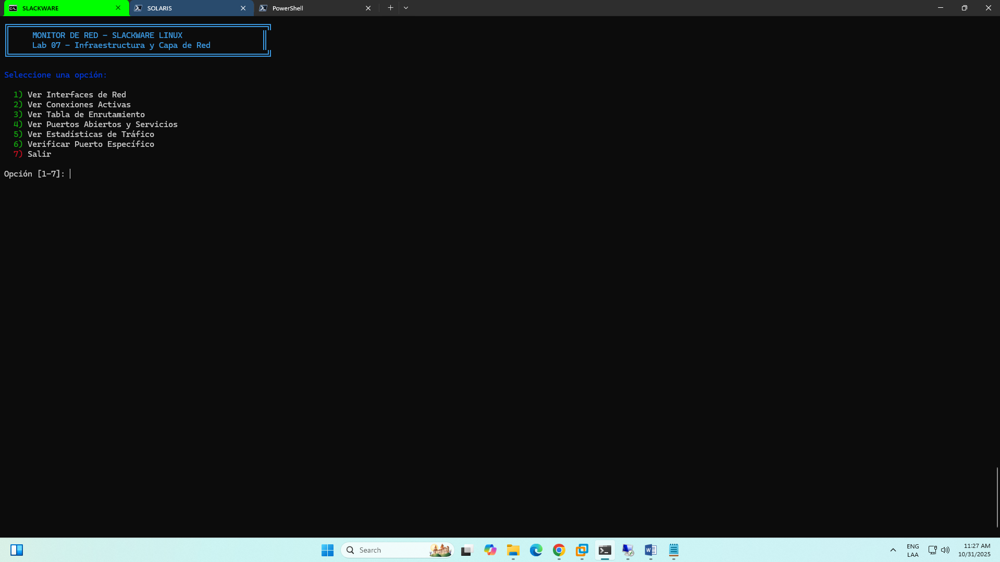 SLACKWARE
SOLARIS
PowerShell
MONITOR DE RED - SLACKWARE LINUX
Lab 07 - Infraestructura y Capa de Red
Seleccione una opción:
1) Ver Interfaces de Red
2) Ver Conexiones Activas
3) Ver Tabla de Enrutamiento
4) Ver Puertos Abiertos y Servicios
5) Ver Estadísticas de Tráfico
6) Verificar Puerto Específico
7) Salir
Opción [1-7]:
Search
ENG
LAA
11:27 AM
10/31/2025